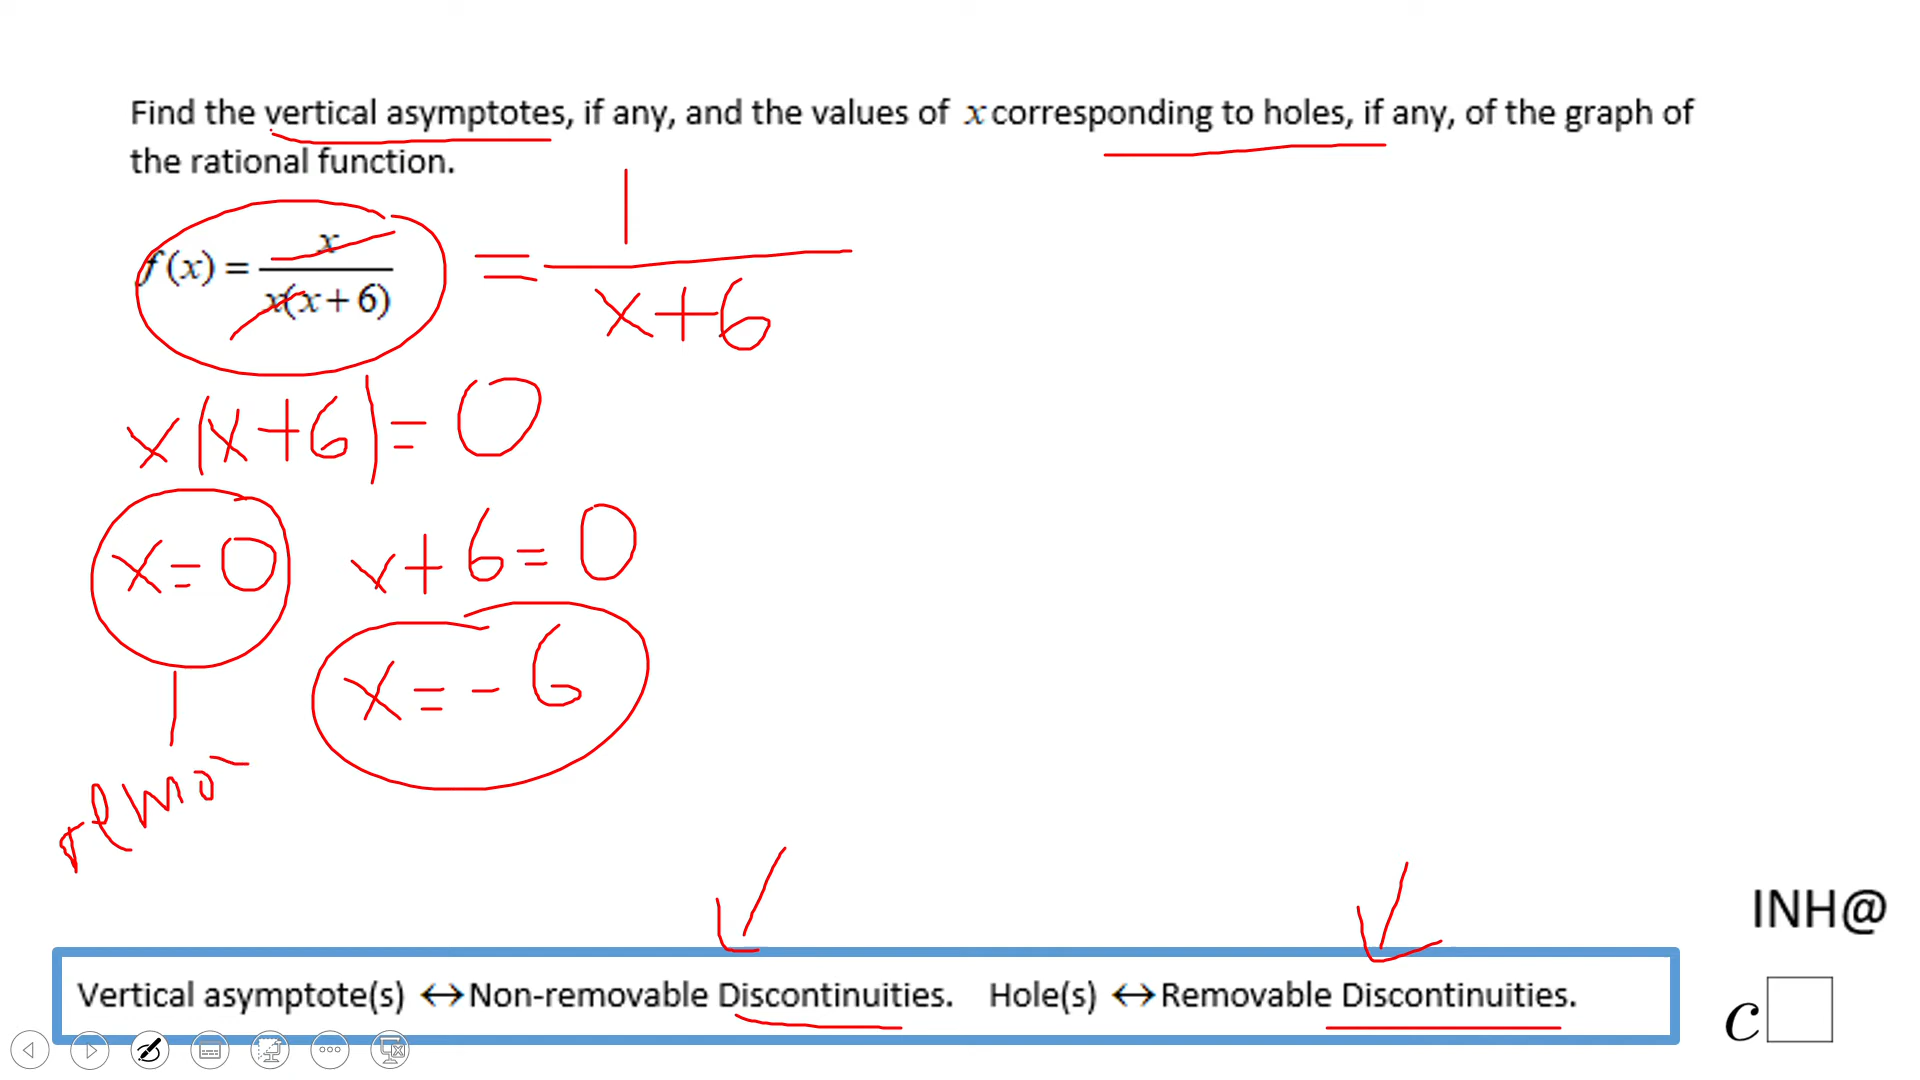 Find the vertical asymptotes, if any, and the values of x corresponding to holes, if any, of the graph of
the rational function.
f(x) = x / x(x+6) = 1 / x+6
x(x+6) = 0
x=0 x+6=0
x=-6
remo
Vertical asymptote(s) ↔ Non-removable Discontinuities. Hole(s) ↔ Removable Discontinuities.
INH@
c